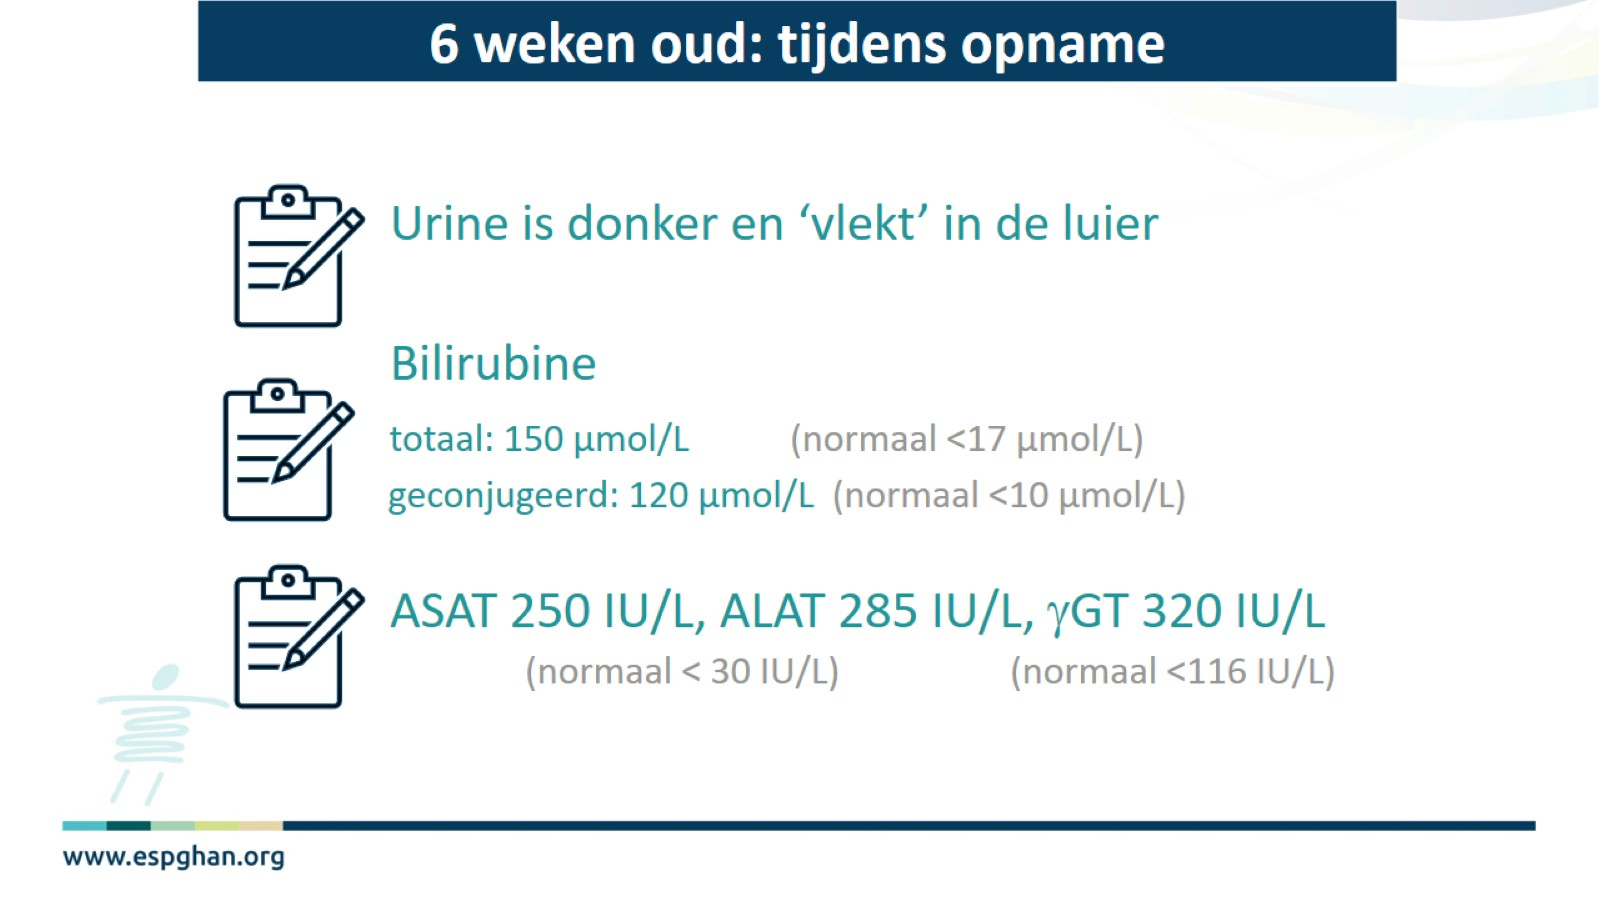 6 weken oud: tijdens opname
Urine is donker en ‘vlekt’ in de luier
Bilirubine
totaal: 150 µmol/L (normaal <17 µmol/L)
geconjugeerd: 120 µmol/L (normaal <10 µmol/L)
ASAT 250 IU/L, ALAT 285 IU/L, γGT 320 IU/L
(normaal < 30 IU/L) (normaal <116 IU/L)
www.espghan.org